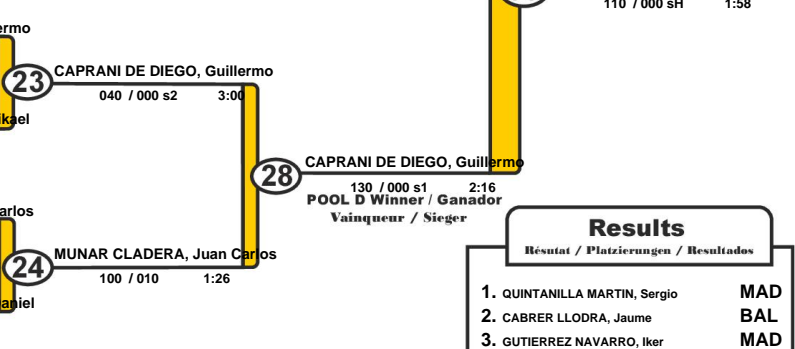 110 / 000 sH 1:58
ermo
23
CAPRANI DE DIEGO, Guillermo
040 / 000 s2 3:00
kael
28
CAPRANI DE DIEGO, Guillermo
130 / 000 s1 2:16
POOL D Winner / Ganador
Vainqueur / Sieger
arlos
24
MUNAR CLADERA, Juan Carlos
100 / 010 1:26
aniel
Results
Résutat / Platzierungen / Resultados
1. QUINTANILLA MARTIN, Sergio MAD
2. CABRER LLODRA, Jaume BAL
3. GUTIERREZ NAVARRO, Iker MAD